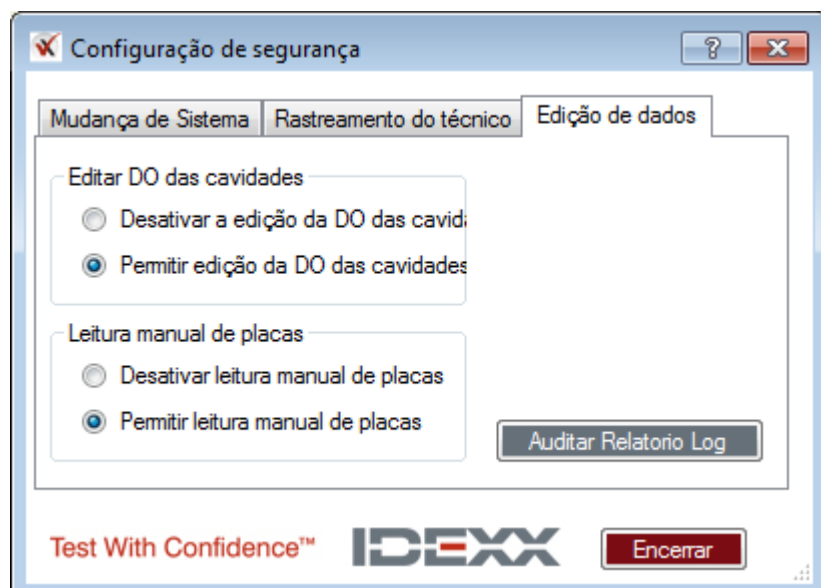 Configuração de segurança
Mudança de Sistema Rastreamento do técnico Edição de dados
Editar DO das cavidades
Desativar a edição da DO das cavida
Permitir edição da DO das cavidades
Leitura manual de placas
Desativar leitura manual de placas
Permitir leitura manual de placas
Auditar Relatorio Log
Test With Confidence™ IDEXX Encerrar